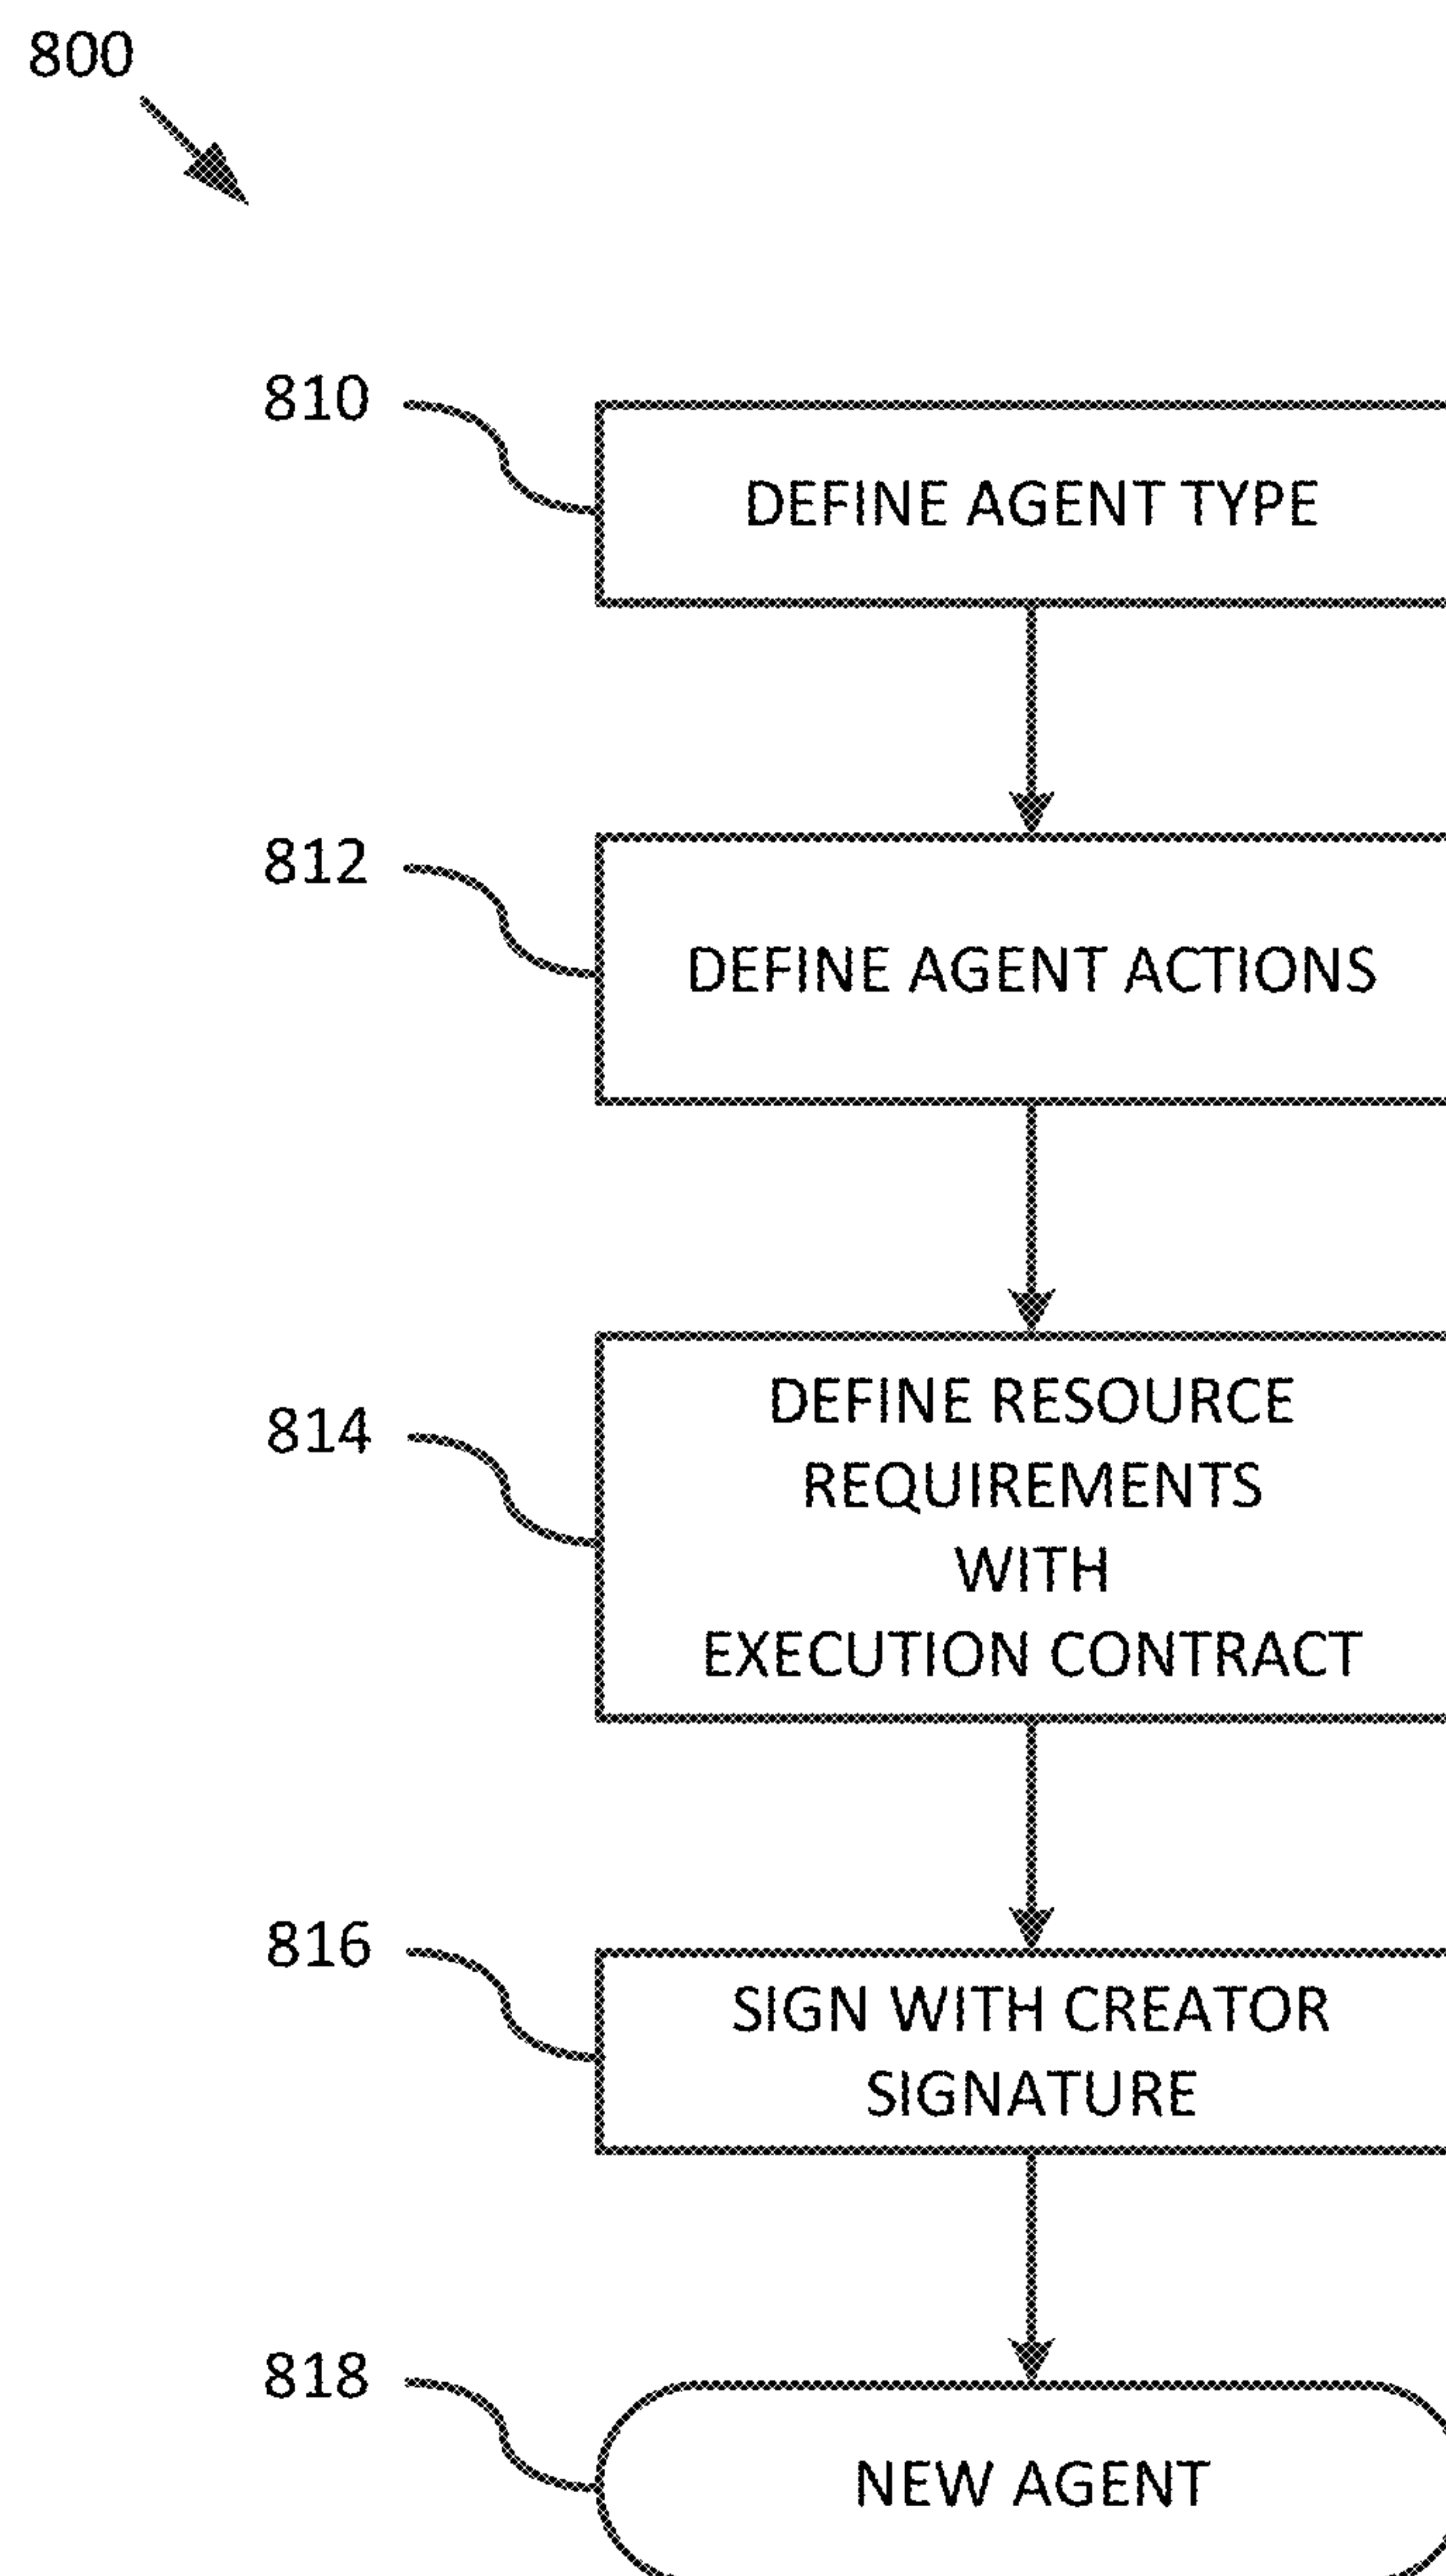 800
810
DEFINE AGENT TYPE
812
DEFINE AGENT ACTIONS
814
DEFINE RESOURCE
REQUIREMENTS
WITH
EXECUTION CONTRACT
816
SIGN WITH CREATOR
SIGNATURE
818
NEW AGENT